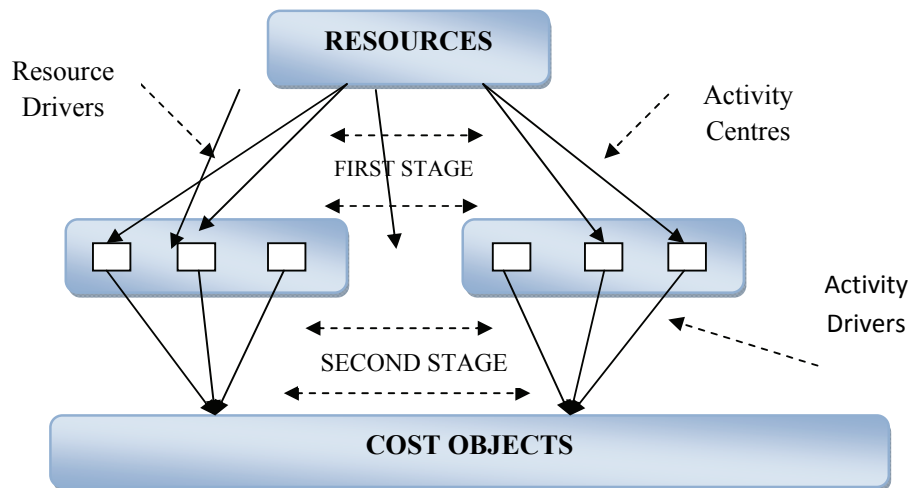 RESOURCES
Resource
Drivers
Activity
Centres
FIRST STAGE
Activity
Drivers
SECOND STAGE
COST OBJECTS